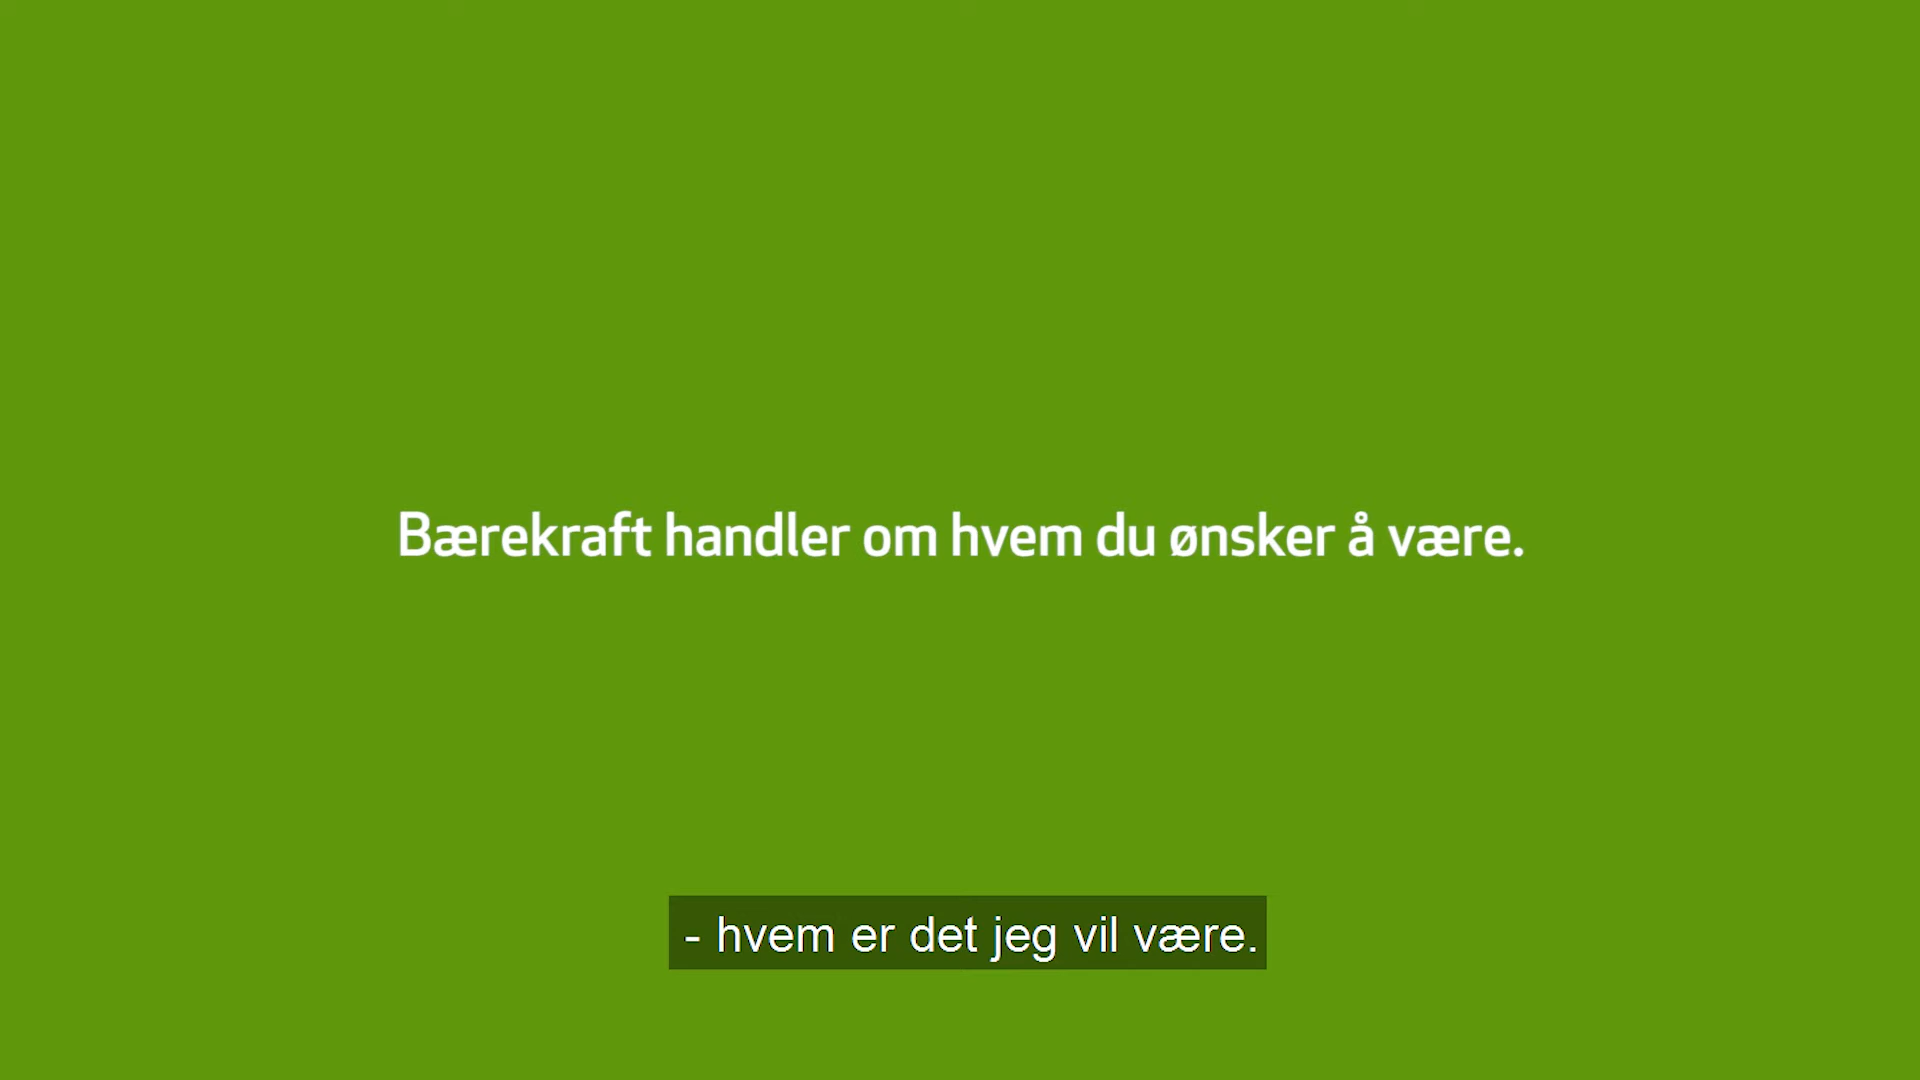 Bærekraft handler om hvem du ønsker å være.
- hvem er det jeg vil være.